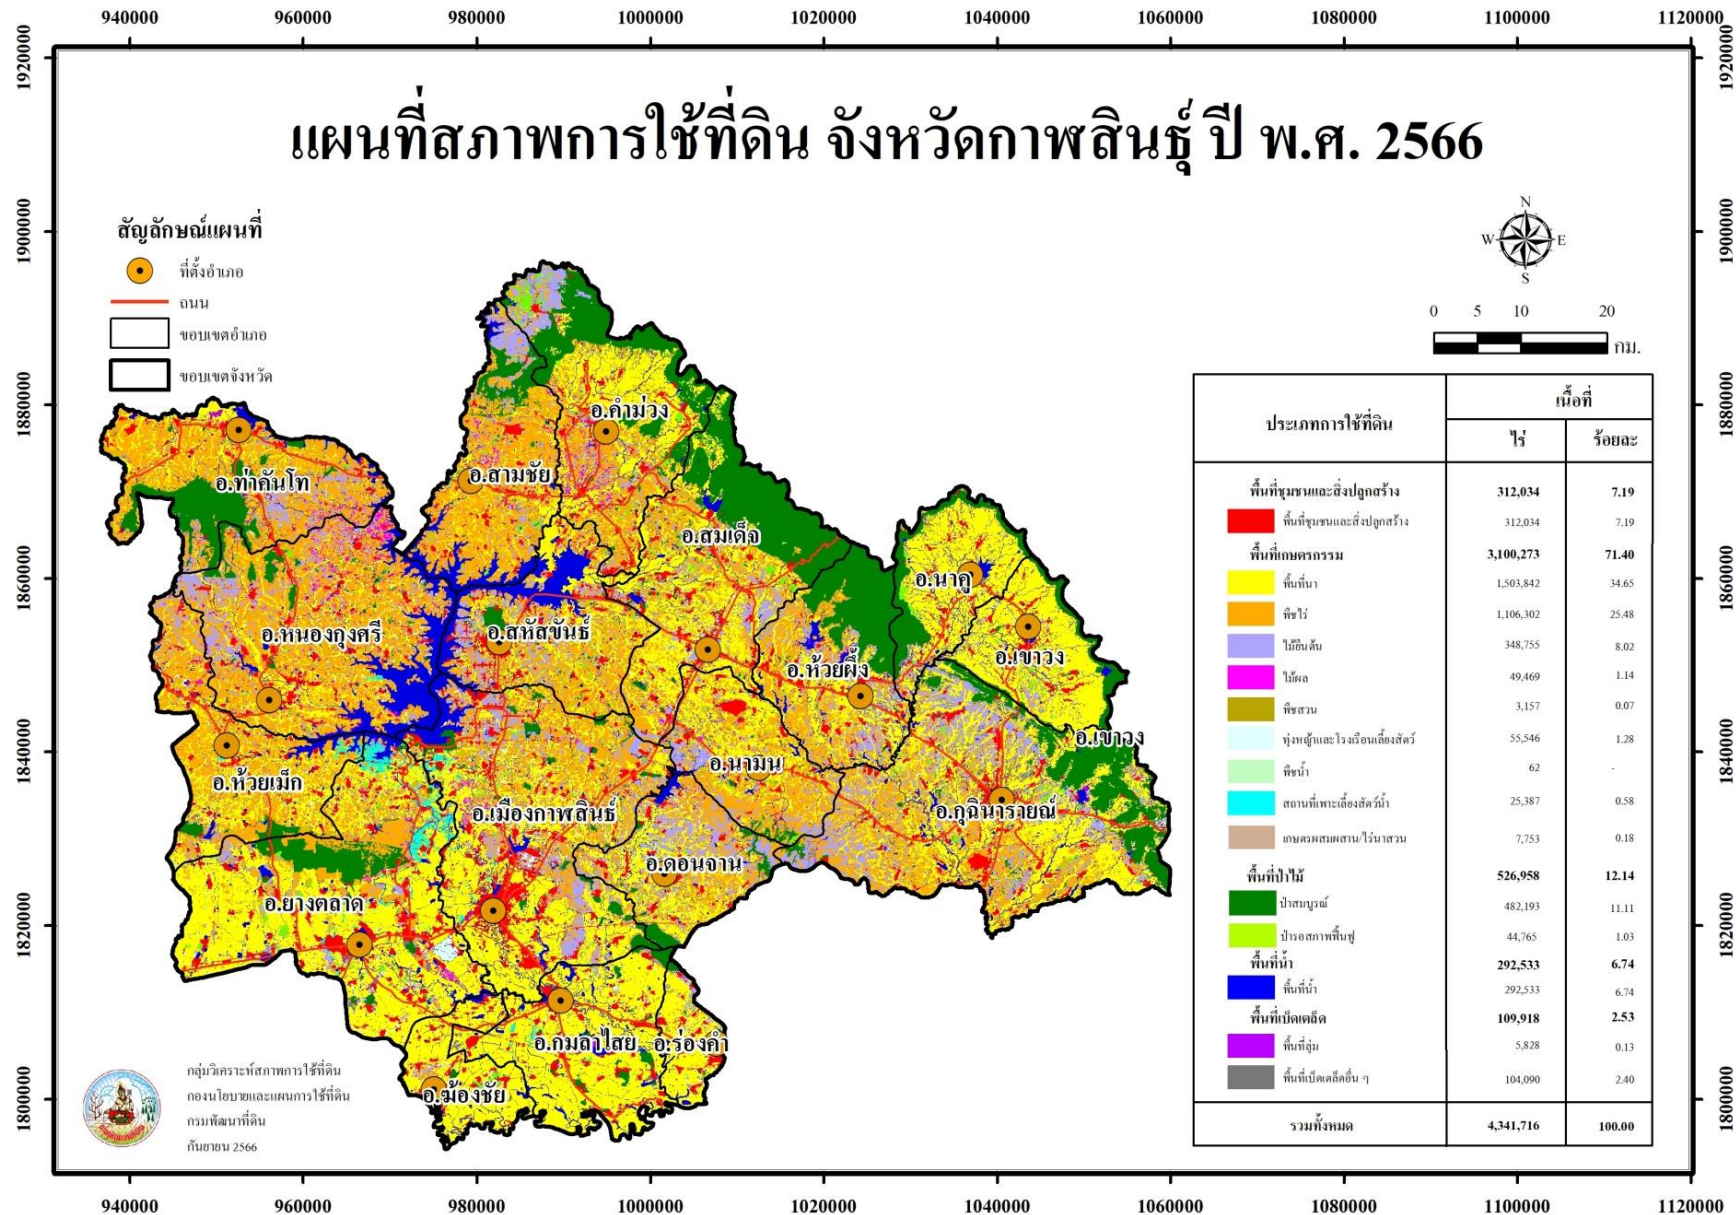 940000 960000 980000 1000000 1020000 1040000 1060000 1080000 1100000 1120000
1920000 1920000
แผนที่สภาพการใช้ที่ดิน จังหวัดกาฬสินธุ์ ปี พ.ศ. 2566
1900000 1900000
สัญลักษณ์แผนที่
ที่ตั้งอำเภอ
ถนน
ขอบเขตอำเภอ
ขอบเขตจังหวัด
N
W E
S
0 5 10 20
กม.
1880000 1880000
อ.คำม่วง
อ.ท่าคันโท
อ.สามชัย
อ.สมเด็จ
1860000 1860000
อ.นาคู
อ.หนองกุงศรี
อ.สหัสขันธ์
อ.ห้วยผึ้ง
อ.เขาวง
อ.เขาวง
1840000 1840000
อ.ห้วยเม็ก
อ.นามน
อ.เมืองกาฬสินธุ์
อ.กุฉินารายณ์
อ.ดอนจาน
อ.ยางตลาด
1820000 1820000
อ.กมลาไสย
อ.ร่องคำ
อ.ฆ้องชัย
1800000 1800000
ประเภทการใช้ที่ดิน เนื้อที่
ไร่ ร้อยละ
พื้นที่ชุมชนและสิ่งปลูกสร้าง 312,034 7.19
พื้นที่ชุมชนและสิ่งปลูกสร้าง 312,034 7.19
พื้นที่เกษตรกรรม 3,100,273 71.40
พื้นที่นา 1,503,842 34.65
พืชไร่ 1,106,302 25.48
ไม้ยืนต้น 348,755 8.02
ไม้ผล 49,469 1.14
พืชสวน 3,157 0.07
ทุ่งหญ้าและโรงเรือนเลี้ยงสัตว์ 55,546 1.28
พืชน้ำ 62 -
สถานที่เพาะเลี้ยงสัตว์น้ำ 25,387 0.58
เกษตรผสมผสาน/ไร่นาสวน 7,753 0.18
พื้นที่ป่าไม้ 526,958 12.14
ป่าสมบูรณ์ 482,193 11.11
ป่ารอสภาพฟื้นฟู 44,765 1.03
พื้นที่น้ำ 292,533 6.74
พื้นที่น้ำ 292,533 6.74
พื้นที่เบ็ดเตล็ด 109,918 2.53
พื้นที่ลุ่ม 5,828 0.13
พื้นที่เบ็ดเตล็ดอื่น ๆ 104,090 2.40
รวมทั้งหมด 4,341,716 100.00
กลุ่มวิเคราะห์สภาพการใช้ที่ดิน
กองนโยบายและแผนการใช้ที่ดิน
กรมพัฒนาที่ดิน
กันยายน 2566
940000 960000 980000 1000000 1020000 1040000 1060000 1080000 1100000 1120000